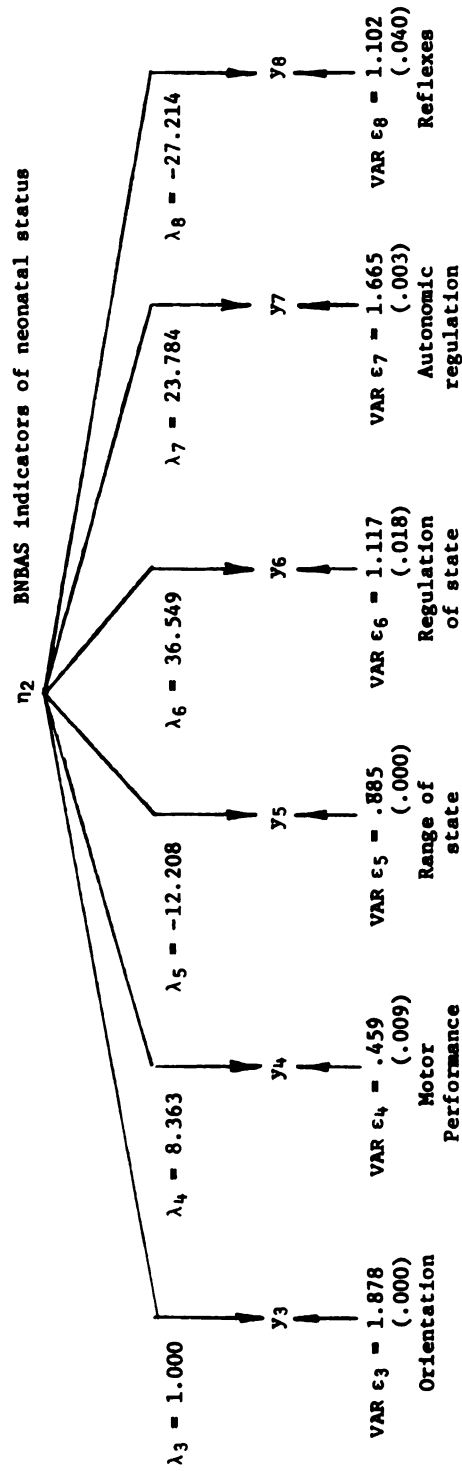 BNBAS indicators of neonatal status
η2
λ3 = 1.000
λ4 = 8.363
λ5 = -12.208
λ6 = 36.549
λ7 = 23.784
λ8 = -27.214
y3
y4
y5
y6
y7
y8
VAR ε3 = 1.878
(.000)
Orientation
VAR ε4 = .459
(.009)
Motor
Performance
VAR ε5 = .885
(.000)
Range of
state
VAR ε6 = 1.117
(.018)
Regulation
of state
VAR ε7 = 1.665
(.003)
Autonomic
regulation
VAR ε8 = 1.102
(.040)
Reflexes